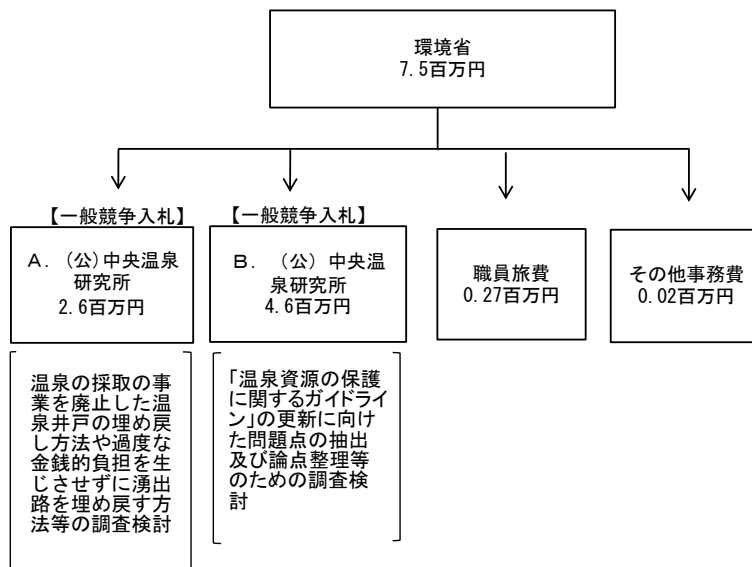 環境省
7.5百万円
【一般競争入札】
A. (公)中央温泉
研究所
2.6百万円
温泉の採取の事
業を廃止した温
泉井戸の埋め戻
し方法や過度な
金銭的負担を生
じさせずに湧出
路を埋め戻す方
法等の調査検討
【一般競争入札】
B. (公) 中央温
泉研究所
4.6百万円
「温泉資源の保護
に関するガイドライ
ン」の更新に向け
た問題点の抽出
及び論点整理等
のための調査検
討
職員旅費
0.27百万円
その他事務費
0.02百万円